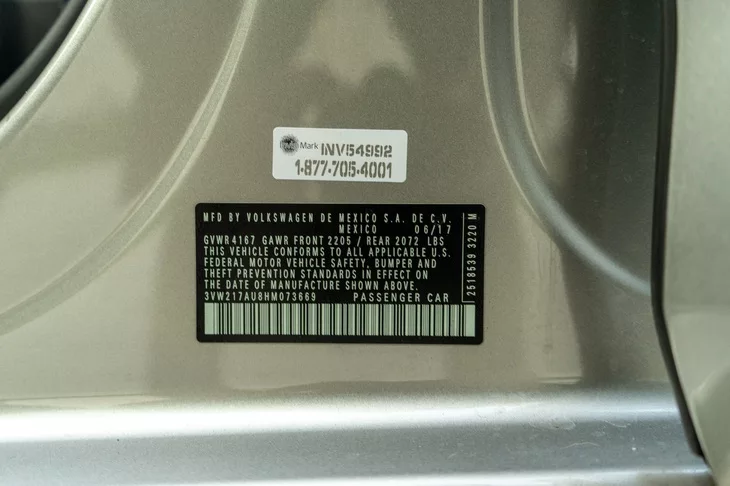 Mark INV54992
1-877-705-4001
MFD BY VOLKSWAGEN DE MEXICO S.A. DE C.V.
MEXICO 06/17
GVWR 4167 GAWR FRONT 2205 / REAR 2072 LBS
THIS VEHICLE CONFORMS TO ALL APPLICABLE U.S.
FEDERAL MOTOR VEHICLE SAFETY, BUMPER AND
THEFT PREVENTION STANDARDS IN EFFECT ON
THE DATE OF MANUFACTURE SHOWN ABOVE.
3VW217AU8HM073669 PASSENGER CAR
2518539 3220 M